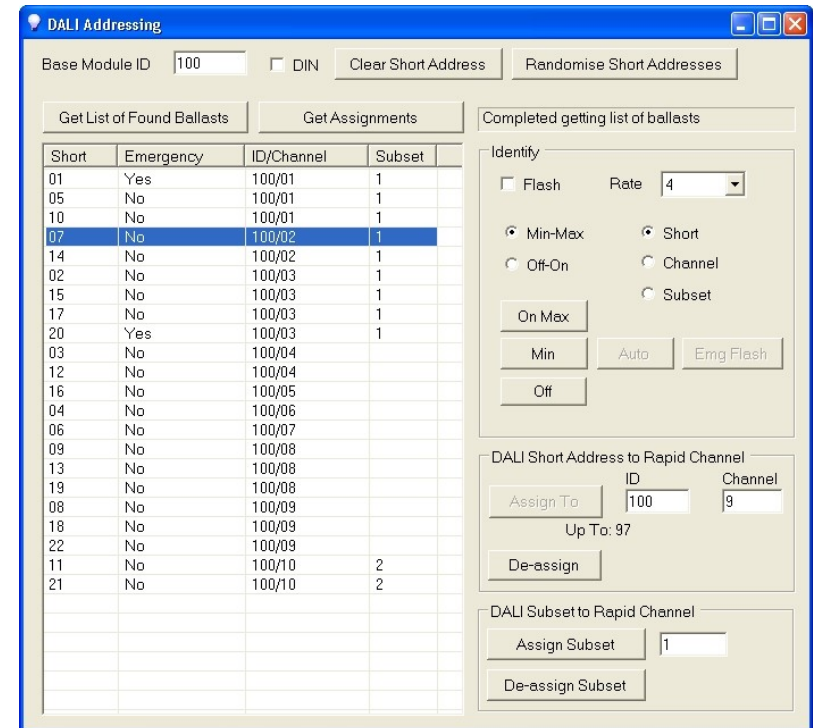 DALI Addressing
Base Module ID 100 DIN Clear Short Address Randomise Short Addresses
Get List of Found Ballasts Get Assignments Completed getting list of ballasts
Short Emergency ID/Channel Subset
01 Yes 100/01 1
05 No 100/01 1
10 No 100/01 1
07 No 100/02 1
14 No 100/02 1
02 No 100/03 1
15 No 100/03 1
17 No 100/03 1
20 Yes 100/03 1
03 No 100/04
12 No 100/04
16 No 100/05
04 No 100/06
06 No 100/07
09 No 100/08
13 No 100/08
19 No 100/08
08 No 100/09
18 No 100/09
22 No 100/09
11 No 100/10 2
21 No 100/10 2
Identify
Flash Rate 4
Min-Max Short
Off-On Channel
Subset
On Max
Min Auto Emg Flash
Off
DALI Short Address to Rapid Channel
ID Channel
Assign To 100 9
Up To: 97
De-assign
DALI Subset to Rapid Channel
Assign Subset 1
De-assign Subset